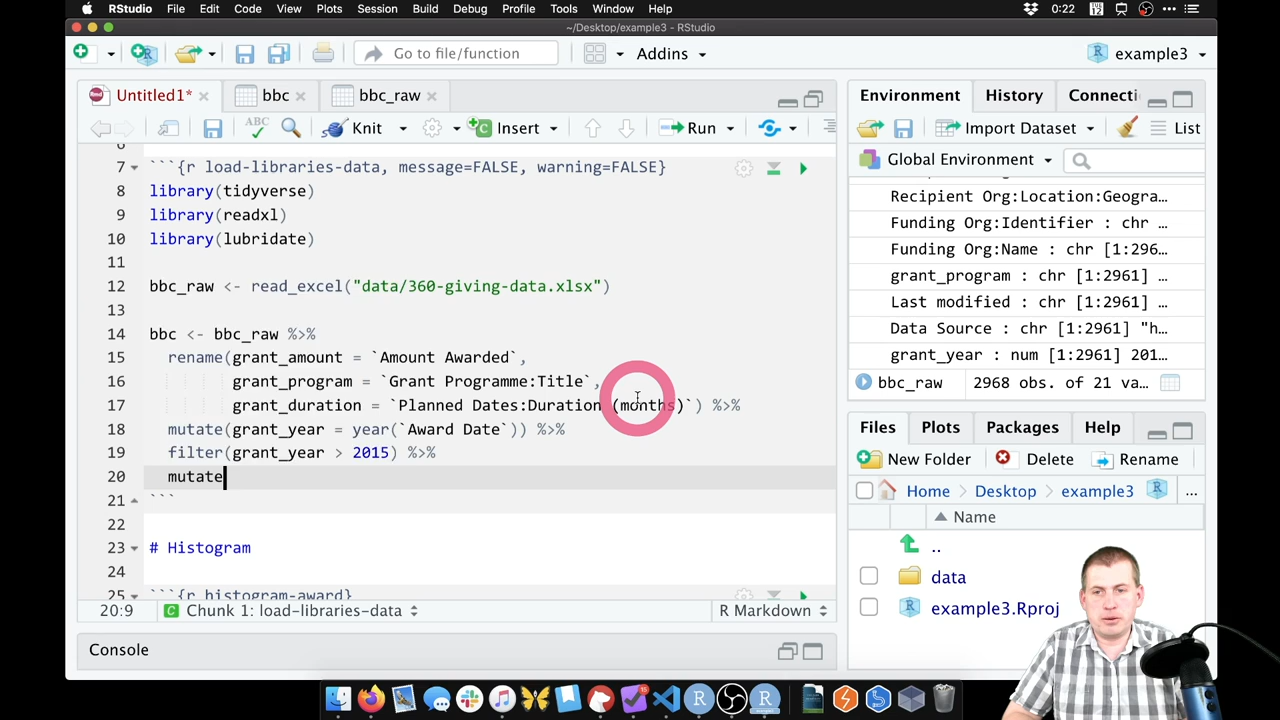 RStudio File Edit Code View Plots Session Build Debug Profile Tools Window Help 0:22
~/Desktop/example3 - RStudio
Go to file/function Addins example3
Untitled1* bbc bbc_raw
ABC Knit Insert Run
6
7 ```{r load-libraries-data, message=FALSE, warning=FALSE}
8 library(tidyverse)
9 library(readxl)
10 library(lubridate)
11
12 bbc_raw <- read_excel("data/360-giving-data.xlsx")
13
14 bbc <- bbc_raw %>%
15 rename(grant_amount = `Amount Awarded`,
16 grant_program = `Grant Programme:Title`,
17 grant_duration = `Planned Dates:Duration (months)`) %>%
18 mutate(grant_year = year(`Award Date`)) %>%
19 filter(grant_year > 2015) %>%
20 mutate
21 ```
22
23 # Histogram
24
25 ```{r histogram-award}
20:9 Chunk 1: load-libraries-data R Markdown
Console
Environment History Connecti
Import Dataset List
Global Environment
Recipient Org:Location:Geogra…
Funding Org:Identifier : chr …
Funding Org:Name : chr [1:296…
grant_program : chr [1:2961] …
Last modified : chr [1:2961] …
Data Source : chr [1:2961] "h…
grant_year : num [1:2961] 201…
bbc_raw 2968 obs. of 21 va…
Files Plots Packages Help
New Folder Delete Rename
Home Desktop example3 ...
Name
..
data
example3.Rproj